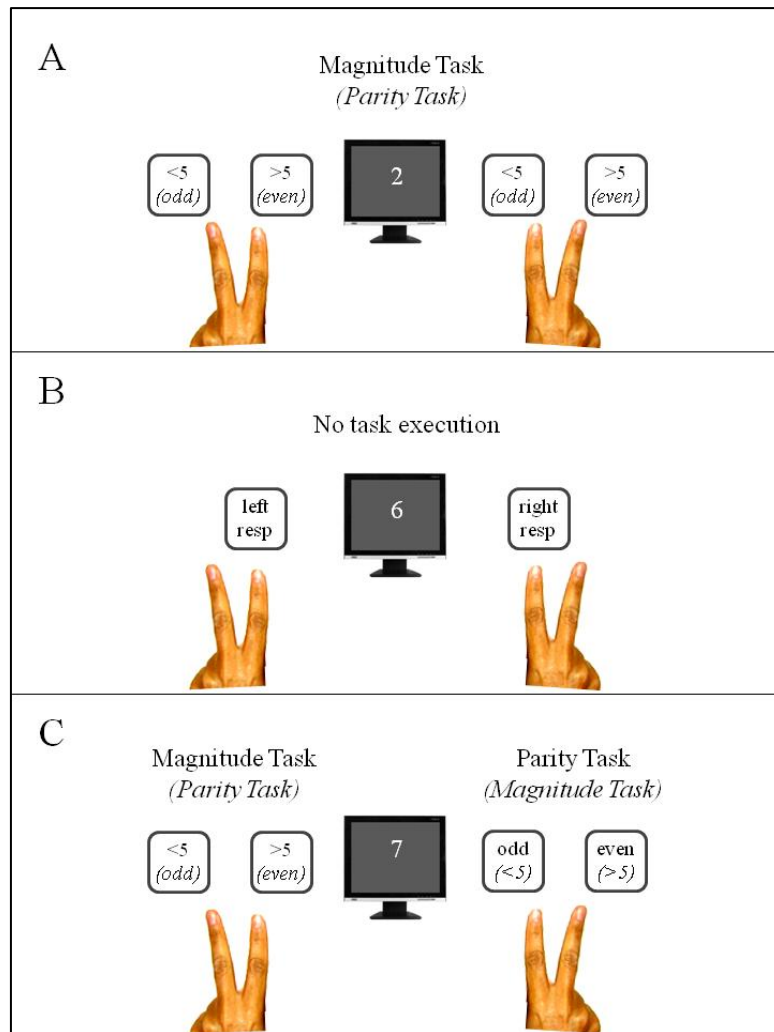 A
Magnitude Task
(Parity Task)
<5
(odd)
>5
(even)
2
<5
(odd)
>5
(even)
B
No task execution
left
resp
6
right
resp
C
Magnitude Task
(Parity Task)
Parity Task
(Magnitude Task)
<5
(odd)
>5
(even)
7
odd
(<5)
even
(>5)